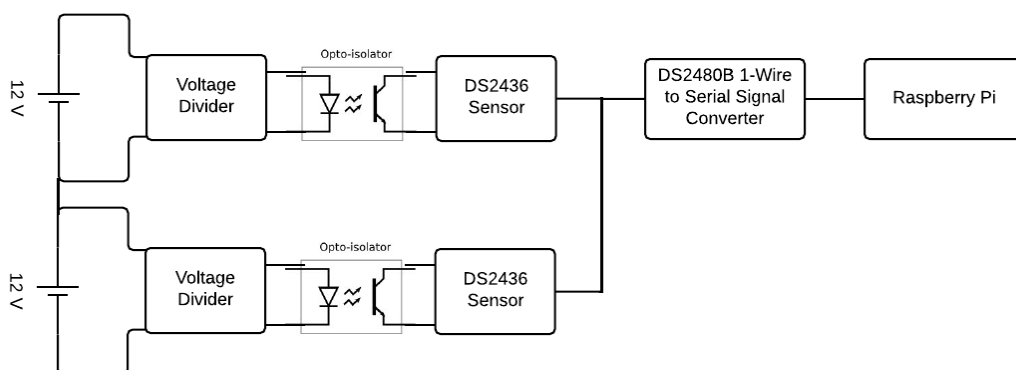 12 V
Voltage
Divider
Opto-isolator
DS2436
Sensor
DS2480B 1-Wire
to Serial Signal
Converter
Raspberry Pi
12 V
Voltage
Divider
Opto-isolator
DS2436
Sensor